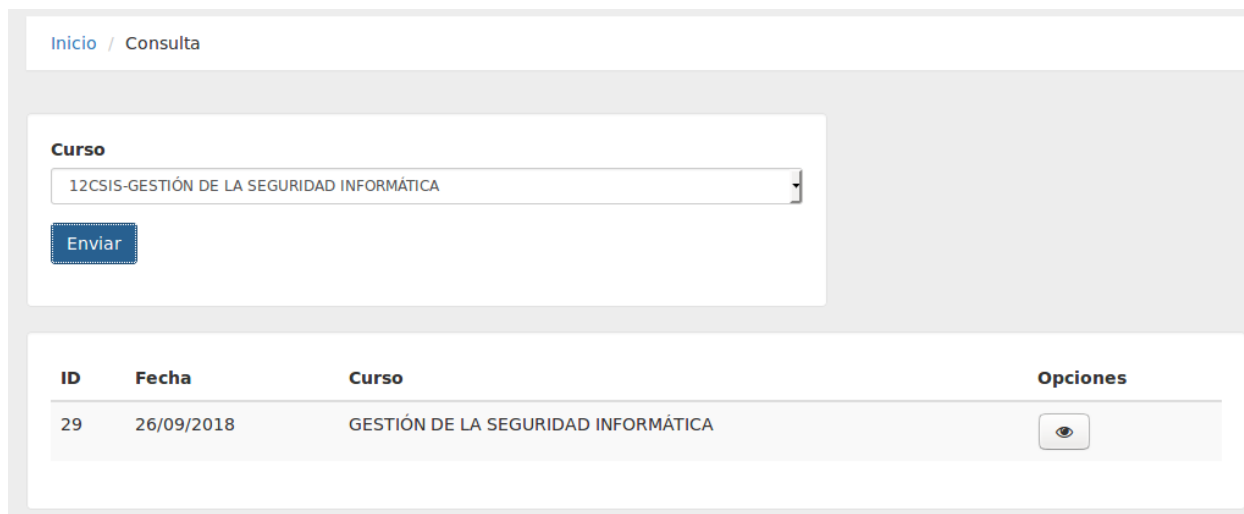 Inicio / Consulta
Curso
12CSIS-GESTIÓN DE LA SEGURIDAD INFORMÁTICA
Enviar
ID Fecha Curso Opciones
29 26/09/2018 GESTIÓN DE LA SEGURIDAD INFORMÁTICA